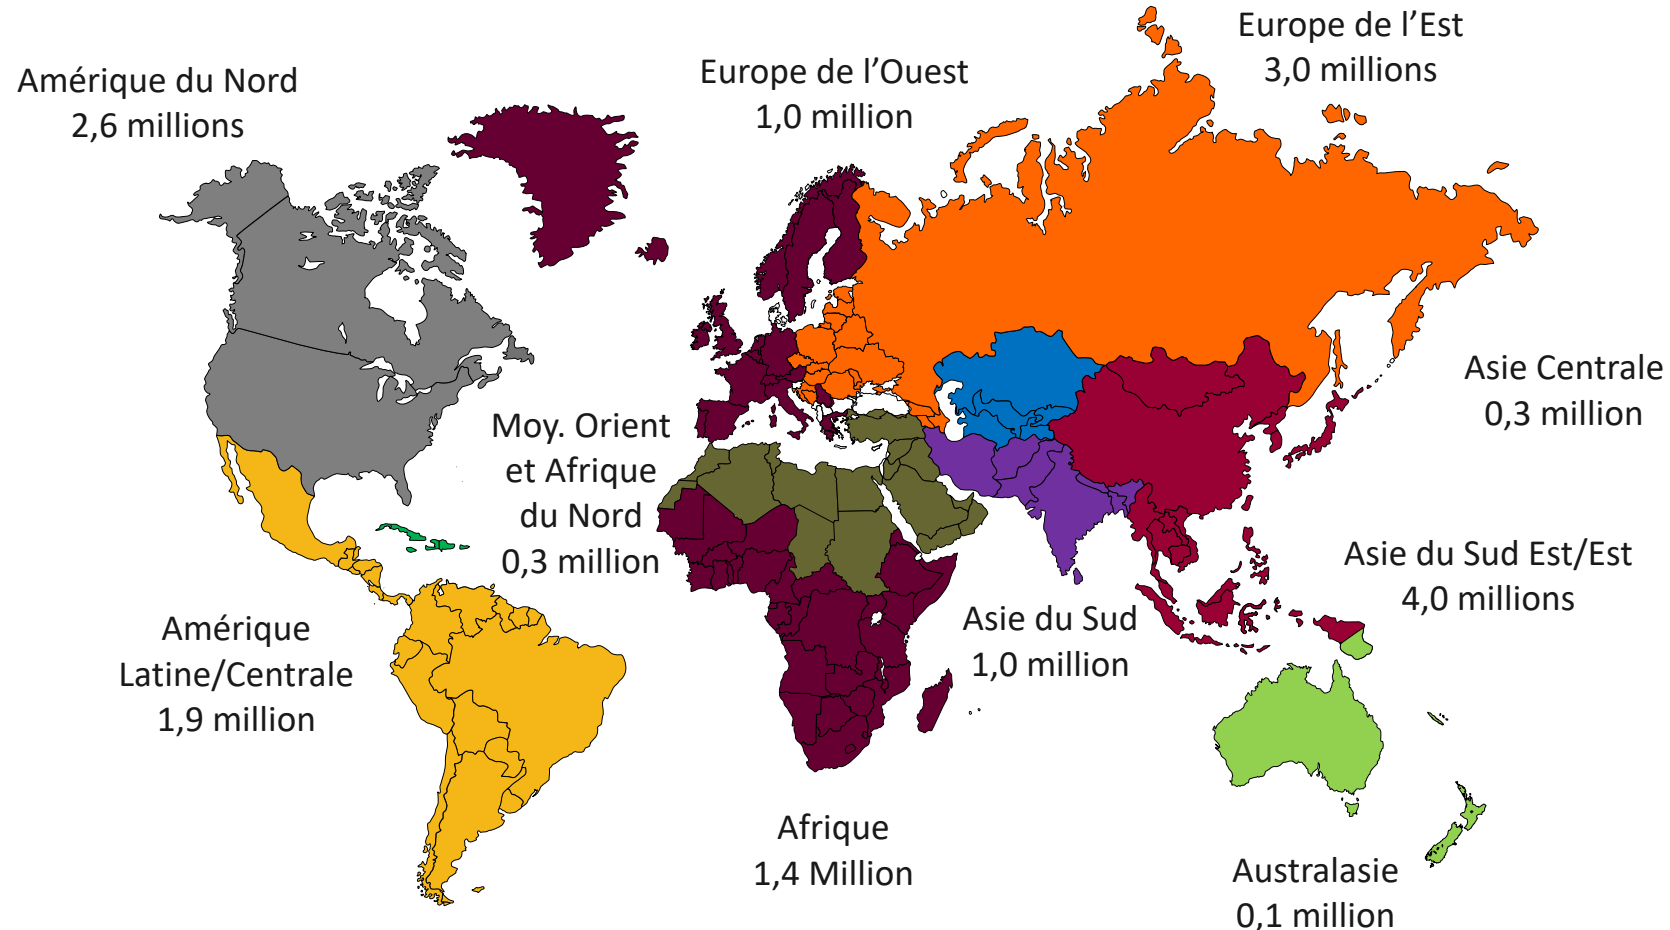 Amérique du Nord
2,6 millions
Europe de l’Ouest
1,0 million
Europe de l’Est
3,0 millions
Asie Centrale
0,3 million
Moy. Orient
et Afrique
du Nord
0,3 million
Asie du Sud Est/Est
4,0 millions
Asie du Sud
1,0 million
Amérique
Latine/Centrale
1,9 million
Afrique
1,4 Million
Australasie
0,1 million